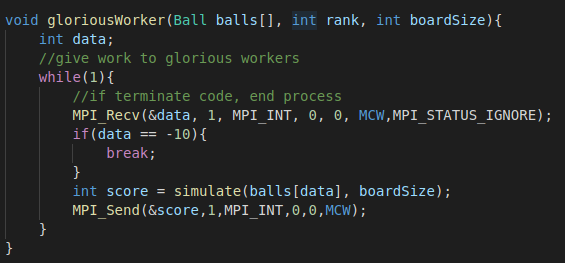 void gloriousWorker(Ball balls[], int rank, int boardSize){
    int data;
    //give work to glorious workers
    while(1){
        //if terminate code, end process
        MPI_Recv(&data, 1, MPI_INT, 0, 0, MCW,MPI_STATUS_IGNORE);
        if(data == -10){
            break;
        }
        int score = simulate(balls[data], boardSize);
        MPI_Send(&score,1,MPI_INT,0,0,MCW);
    }
}